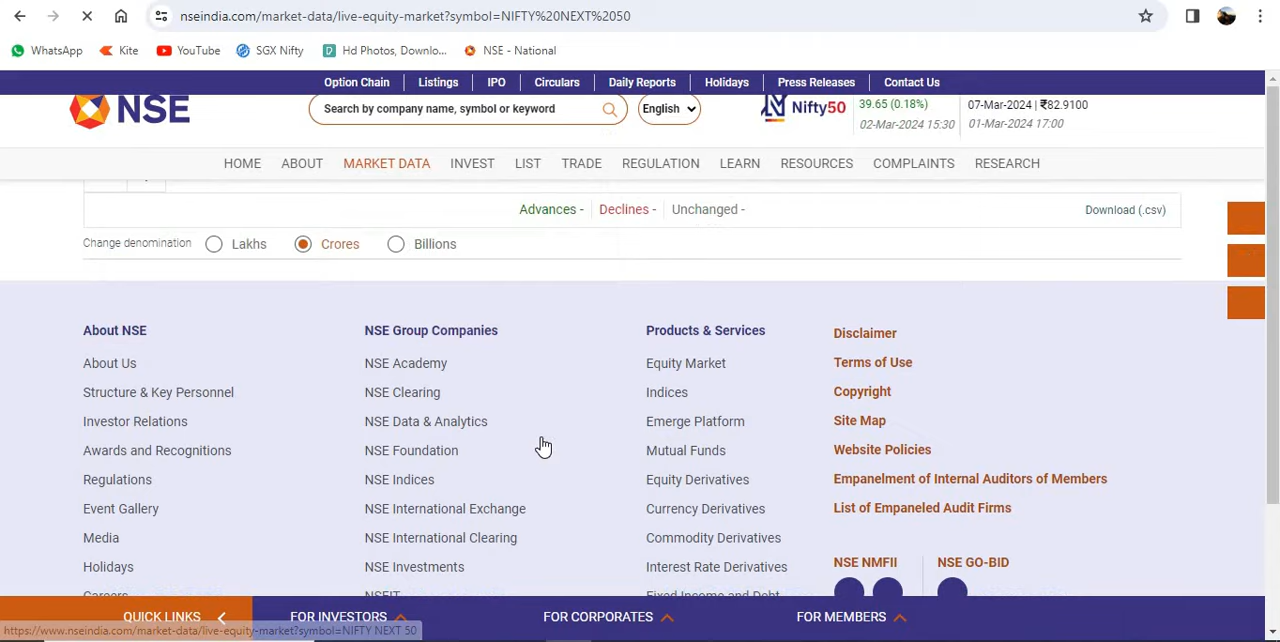 nseindia.com/market-data/live-equity-market?symbol=NIFTY%20NEXT%2050
WhatsApp Kite YouTube SGX Nifty Hd Photos, Downlo... NSE - National
Option Chain Listings IPO Circulars Daily Reports Holidays Press Releases Contact Us
NSE Search by company name, symbol or keyword English Nifty50 39.65 (0.18%) 07-Mar-2024 | ₹82.9100
02-Mar-2024 15:30 01-Mar-2024 17:00
HOME ABOUT MARKET DATA INVEST LIST TRADE REGULATION LEARN RESOURCES COMPLAINTS RESEARCH
Advances - Declines - Unchanged - Download (.csv)
Change denomination Lakhs Crores Billions
About NSE NSE Group Companies Products & Services Disclaimer
About Us NSE Academy Equity Market Terms of Use
Structure & Key Personnel NSE Clearing Indices Copyright
Investor Relations NSE Data & Analytics Emerge Platform Site Map
Awards and Recognitions NSE Foundation Mutual Funds Website Policies
Regulations NSE Indices Equity Derivatives Empanelment of Internal Auditors of Members
Event Gallery NSE International Exchange Currency Derivatives List of Empaneled Audit Firms
Media NSE International Clearing Commodity Derivatives
Holidays NSE Investments Interest Rate Derivatives NSE NMFII NSE GO-BID
Careers NSEIT Fixed Income and Debt
QUICK LINKS FOR INVESTORS FOR CORPORATES FOR MEMBERS
https://www.nseindia.com/market-data/live-equity-market?symbol=NIFTY NEXT 50